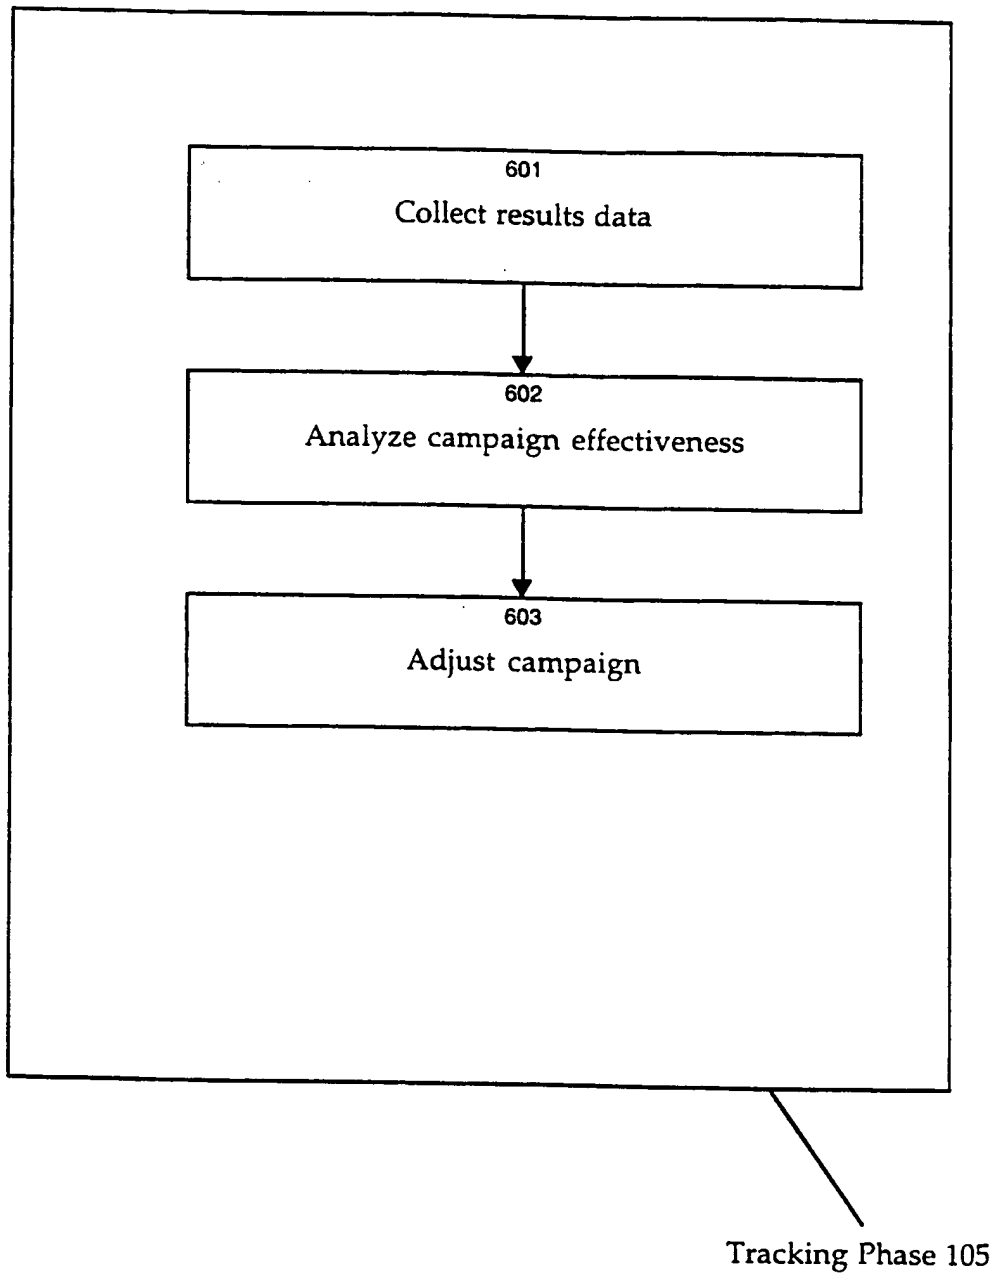 601
Collect results data
602
Analyze campaign effectiveness
603
Adjust campaign
Tracking Phase 105